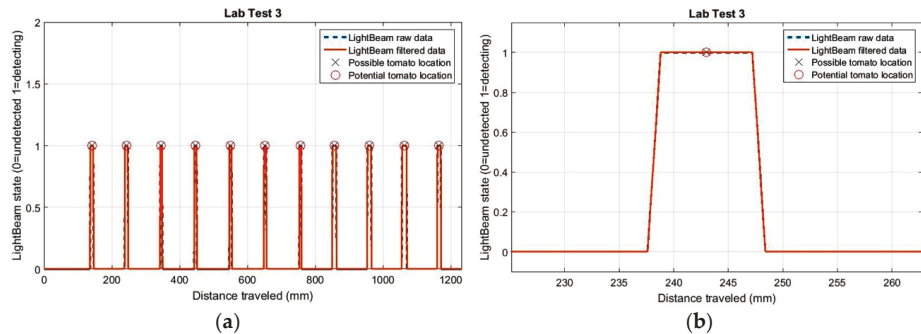 Lab Test 3
LightBeam state (0=undetected 1=detecting)
2
1.5
1
0.5
0
LightBeam raw data
LightBeam filtered data
Possible tomato location
Potential tomato location
0 200 400 600 800 1000 1200
Distance traveled (mm)
(a)
Lab Test 3
LightBeam state (0=undetected 1=detecting)
1
0.8
0.6
0.4
0.2
0
LightBeam raw data
LightBeam filtered data
Possible tomato location
Potential tomato location
230 235 240 245 250 255 260
Distance traveled (mm)
(b)